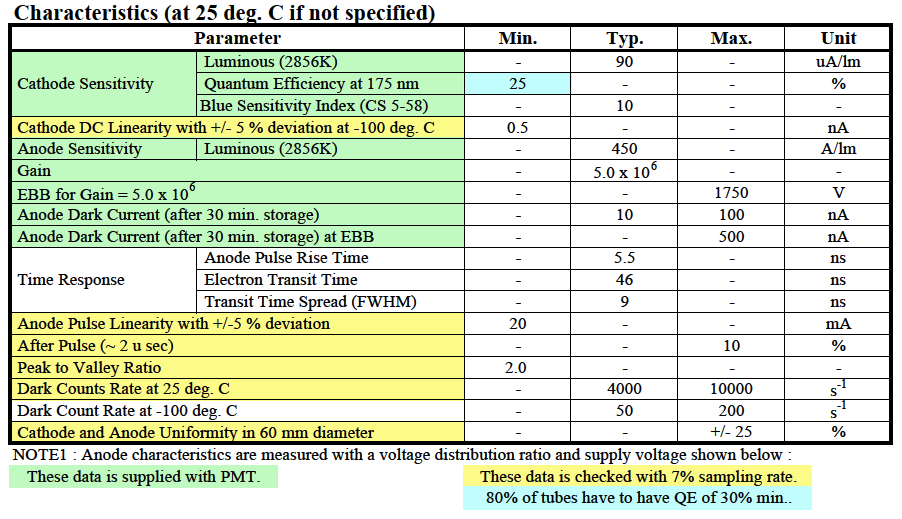 Characteristics (at 25 deg. C if not specified)
Parameter Min. Typ. Max. Unit
Cathode Sensitivity Luminous (2856K) - 90 - uA/lm
Quantum Efficiency at 175 nm 25 - - %
Blue Sensitivity Index (CS 5-58) - 10 - -
Cathode DC Linearity with +/- 5 % deviation at -100 deg. C 0.5 - - nA
Anode Sensitivity Luminous (2856K) - 450 - A/lm
Gain - 5.0 x 10⁶ - -
EBB for Gain = 5.0 x 10⁶ - - 1750 V
Anode Dark Current (after 30 min. storage) - 10 100 nA
Anode Dark Current (after 30 min. storage) at EBB - - 500 nA
Time Response Anode Pulse Rise Time - 5.5 - ns
Electron Transit Time - 46 - ns
Transit Time Spread (FWHM) - 9 - ns
Anode Pulse Linearity with +/-5 % deviation 20 - - mA
After Pulse (~ 2 u sec) - - 10 %
Peak to Valley Ratio 2.0 - - -
Dark Counts Rate at 25 deg. C - 4000 10000 s⁻¹
Dark Count Rate at -100 deg. C - 50 200 s⁻¹
Cathode and Anode Uniformity in 60 mm diameter - - +/- 25 %
NOTE1 : Anode characteristics are measured with a voltage distribution ratio and supply voltage shown below :
These data is supplied with PMT. These data is checked with 7% sampling rate.
80% of tubes have to have QE of 30% min..